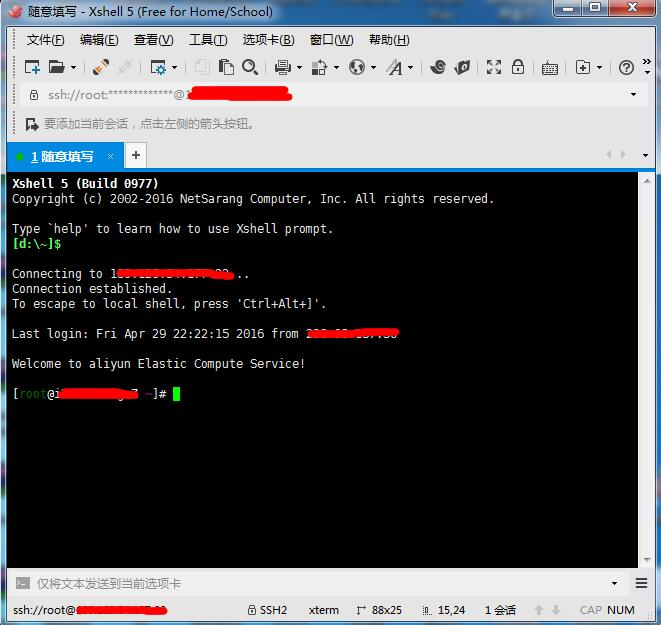 随意填写 - Xshell 5 (Free for Home/School)
文件(F) 编辑(E) 查看(V) 工具(T) 选项卡(B) 窗口(W) 帮助(H)
ssh://root:*************@1
要添加当前会话，点击左侧的箭头按钮。
1 随意填写 × +
Xshell 5 (Build 0977)
Copyright (c) 2002-2016 NetSarang Computer, Inc. All rights reserved.
Type `help' to learn how to use Xshell prompt.
[d:\~]$
Connecting to ..
Connection established.
To escape to local shell, press 'Ctrl+Alt+]'.
Last login: Fri Apr 29 22:22:15 2016 from
Welcome to aliyun Elastic Compute Service!
[root@i ~]#
仅将文本发送到当前选项卡
ssh://root@ SSH2 xterm 88x25 15,24 1 会话 CAP NUM